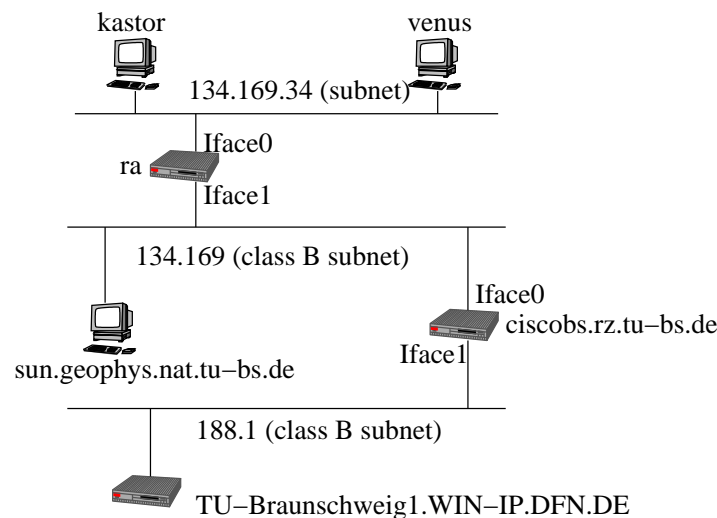 kastor
venus
134.169.34 (subnet)
Iface0
ra
Iface1
134.169 (class B subnet)
Iface0
ciscobs.rz.tu−bs.de
Iface1
sun.geophys.nat.tu−bs.de
188.1 (class B subnet)
TU−Braunschweig1.WIN−IP.DFN.DE